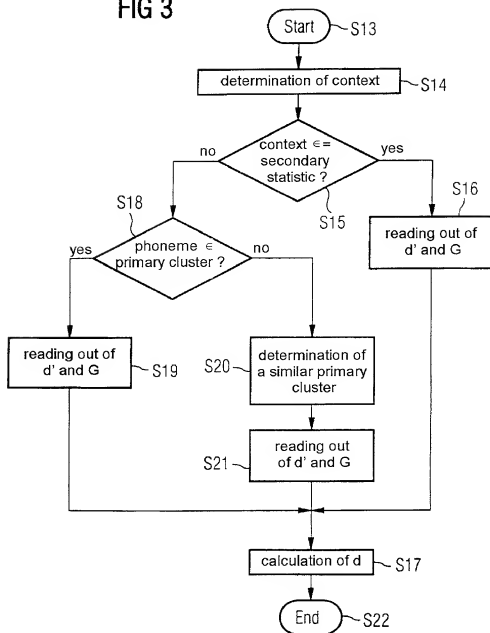 FIG 3
Start
S13
determination of context
S14
no
context ∈=
secondary
statistic ?
yes
S15
S16
reading out of
d' and G
S18
yes
phoneme ∈
primary cluster ?
no
reading out of
d' and G
S19
S20
determination of
a similar primary
cluster
S21
reading out
of d' and G
calculation of d
S17
End
S22